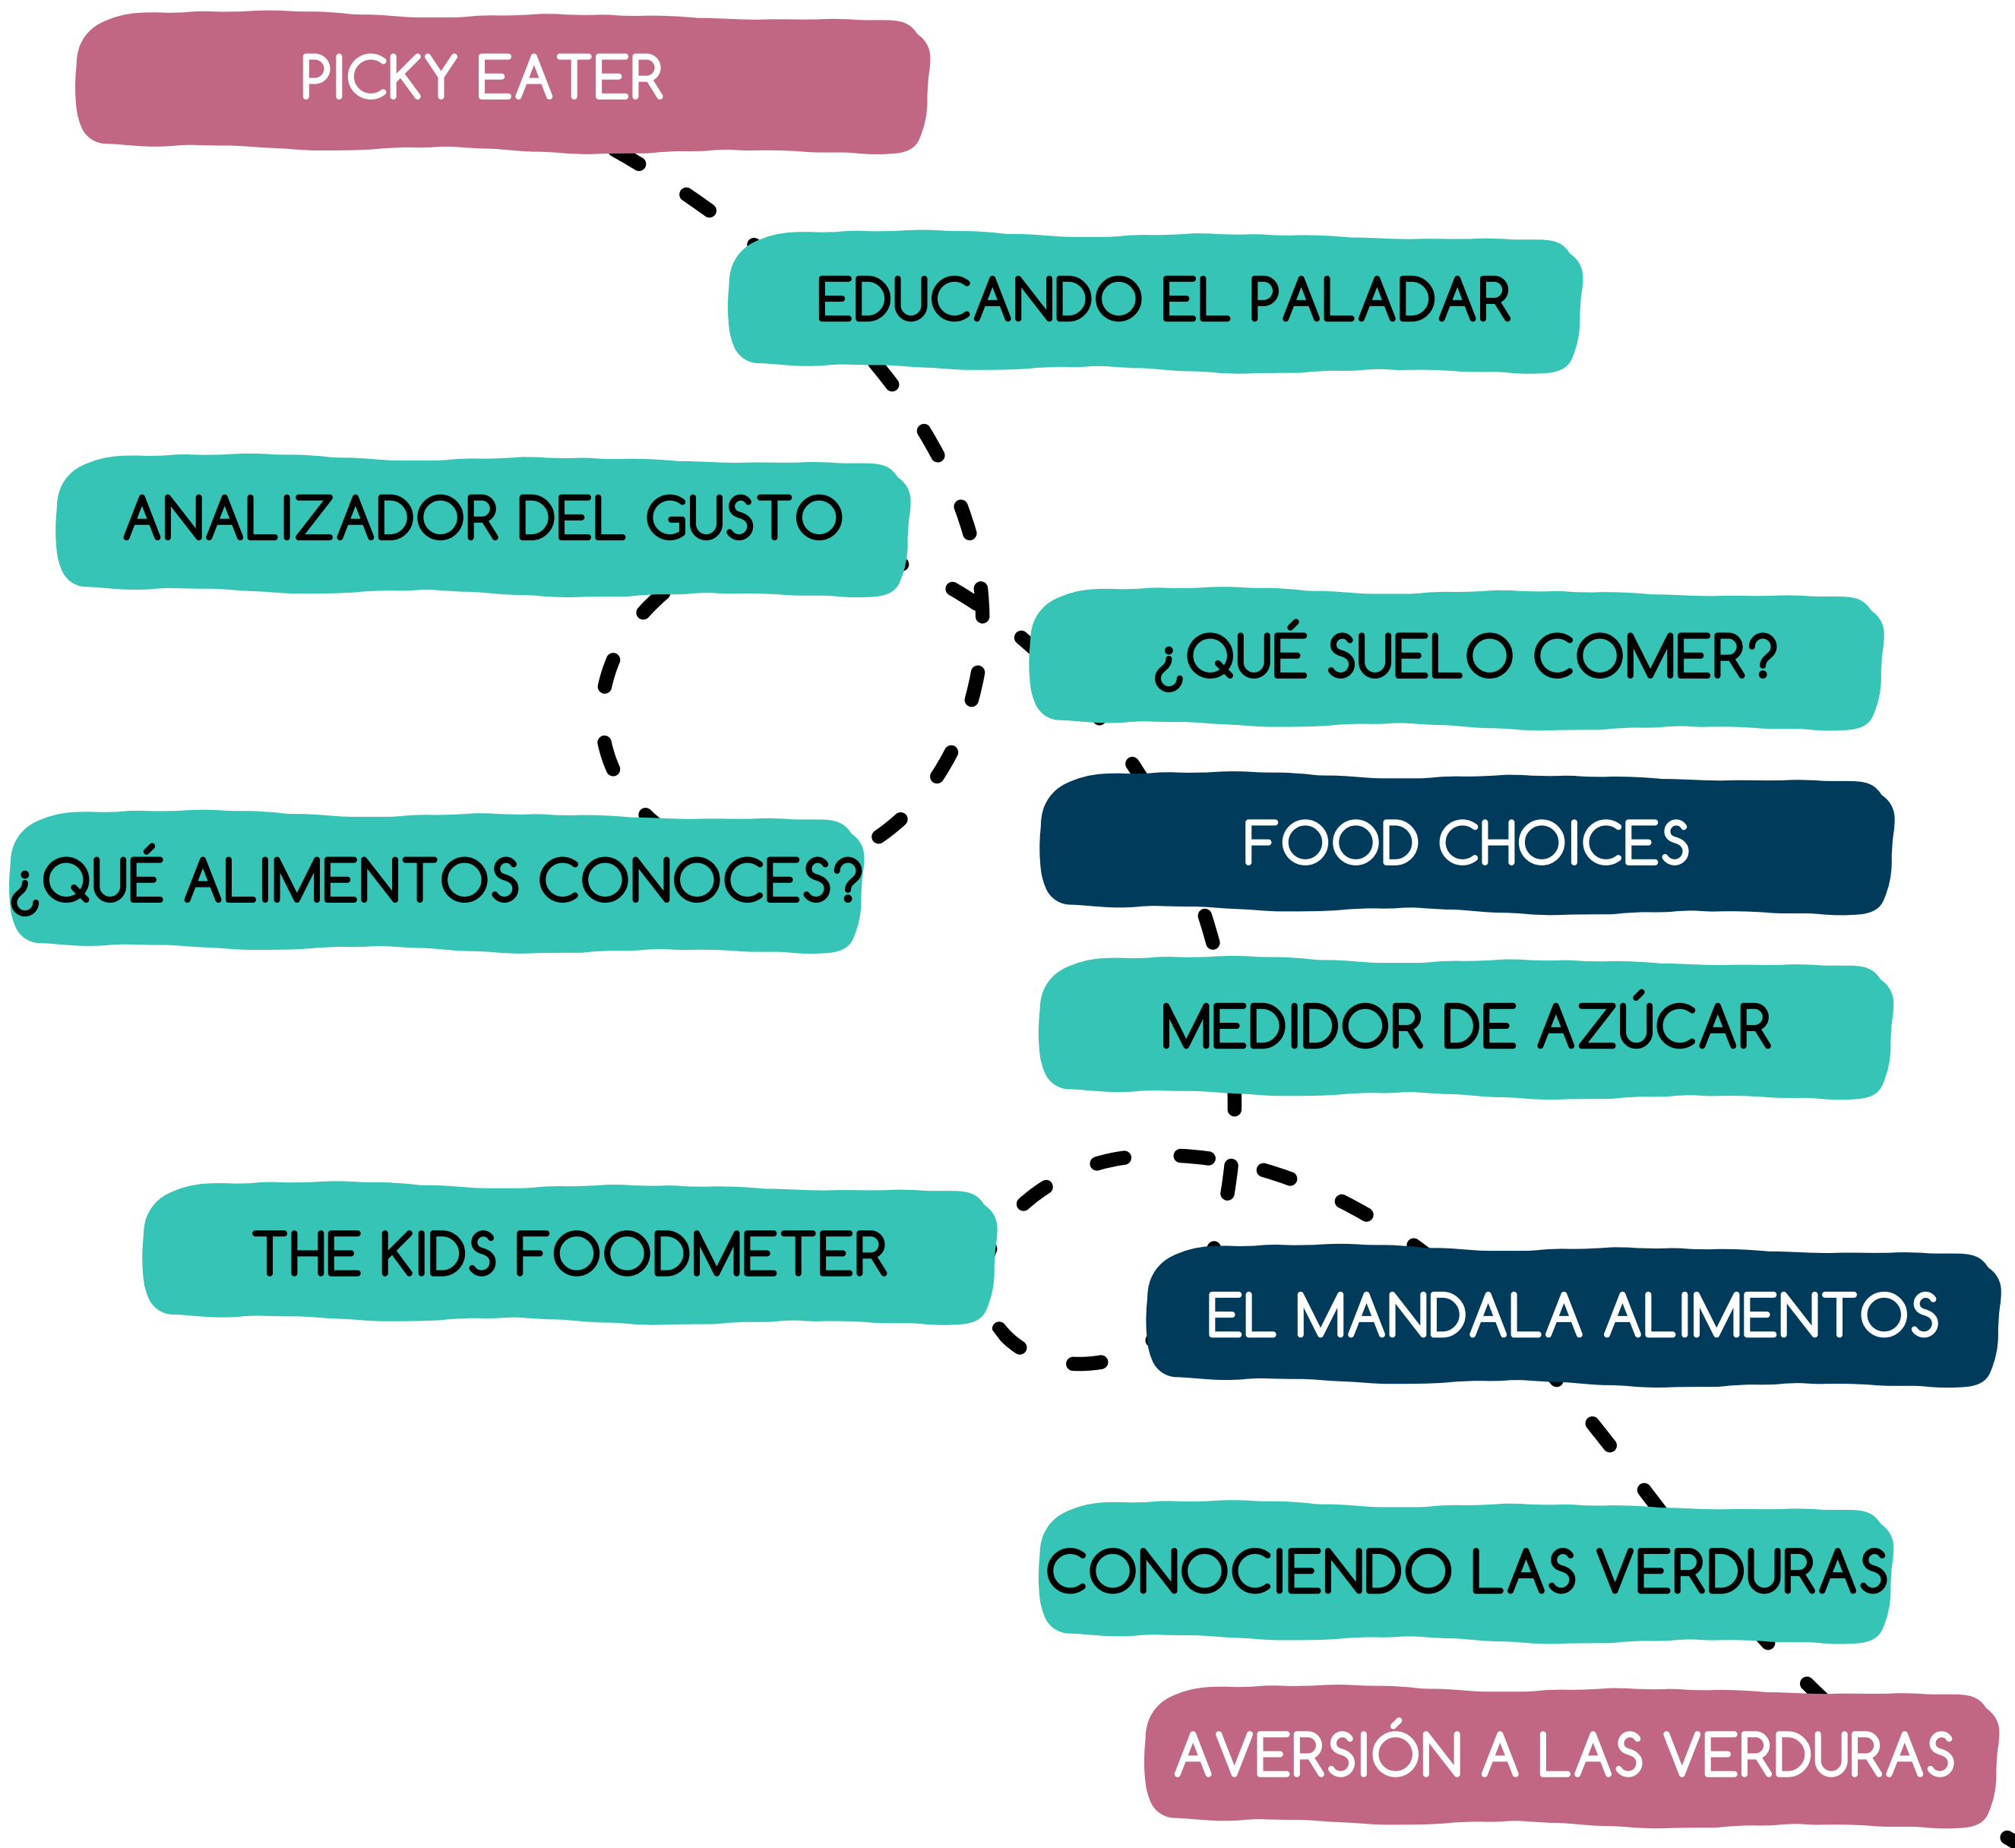 PICKY EATER
EDUCANDO EL PALADAR
ANALIZADOR DEL GUSTO
¿QUÉ SUELO COMER?
FOOD CHOICES
¿QUÉ ALIMENTOS CONOCES?
MEDIDOR DE AZÚCAR
THE KIDS FOODMETER
EL MANDALA ALIMENTOS
CONOCIENDO LAS VERDURAS
AVERSIÓN A LAS VERDURAS